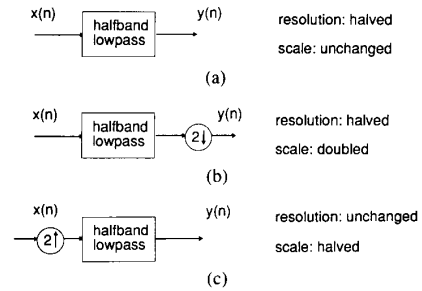 x(n)
y(n)
halfband
lowpass
resolution: halved
scale: unchanged
(a)
x(n)
y(n)
halfband
lowpass
2↓
resolution: halved
scale: doubled
(b)
x(n)
y(n)
2↑
halfband
lowpass
resolution: unchanged
scale: halved
(c)